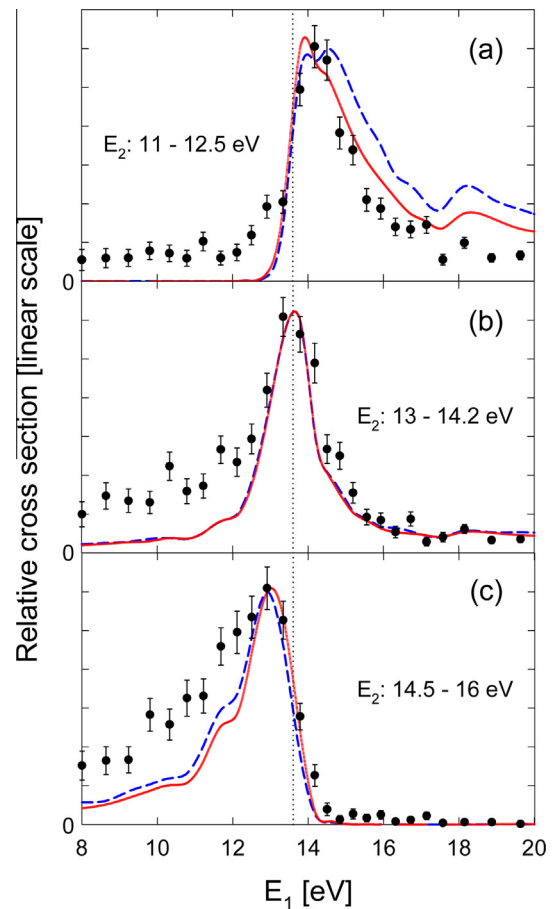 (a)
E₂: 11 - 12.5 eV
0
(b)
E₂: 13 - 14.2 eV
0
(c)
E₂: 14.5 - 16 eV
0
8 10 12 14 16 18 20
E₁ [eV]
Relative cross section [linear scale]